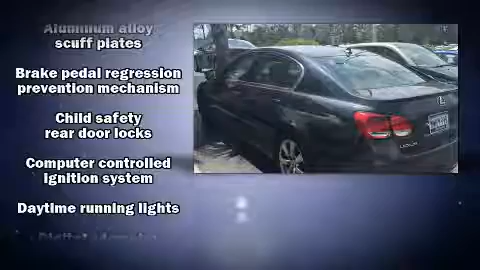 Aluminum alloy
scuff plates
Brake pedal regression
prevention mechanism
Child safety
rear door locks
Computer controlled
ignition system
Daytime running lights